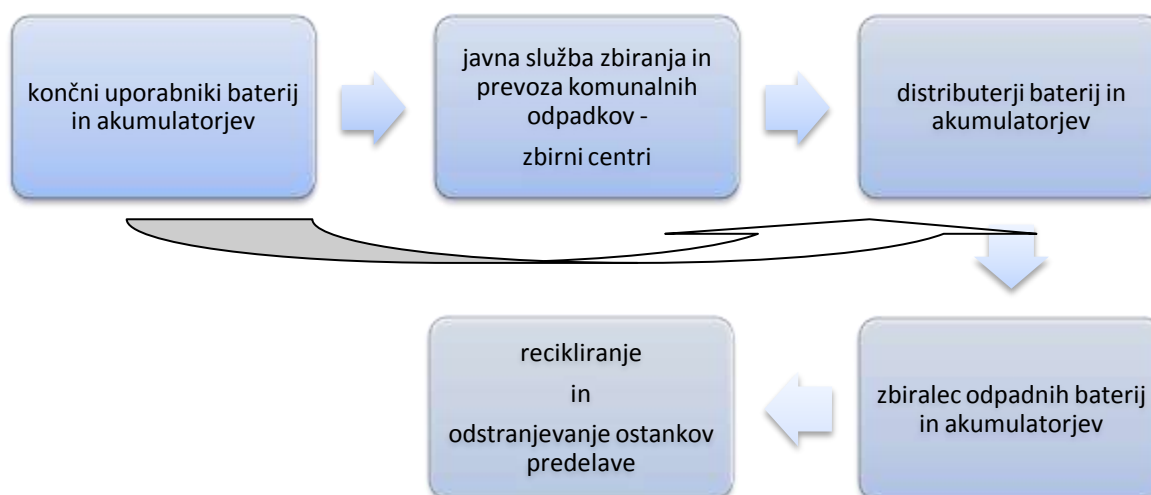 končni uporabniki baterij
in akumulatorjev
javna služba zbiranja in
prevoza komunalnih
odpadkov -
zbirni centri
distributerji baterij in
akumulatorjev
zbiralec odpadnih baterij
in akumulatorjev
recikliranje
in
odstranjevanje ostankov
predelave